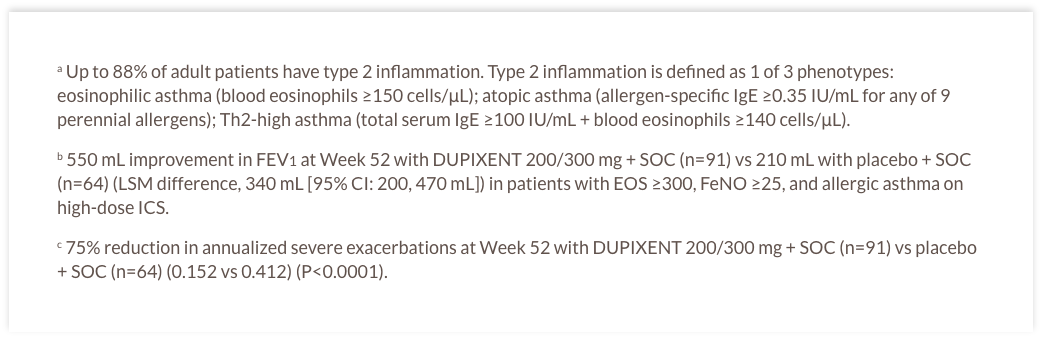 ᵃ Up to 88% of adult patients have type 2 inflammation. Type 2 inflammation is defined as 1 of 3 phenotypes:
eosinophilic asthma (blood eosinophils ≥150 cells/μL); atopic asthma (allergen-specific IgE ≥0.35 IU/mL for any of 9
perennial allergens); Th2-high asthma (total serum IgE ≥100 IU/mL + blood eosinophils ≥140 cells/μL).
ᵇ 550 mL improvement in FEV1 at Week 52 with DUPIXENT 200/300 mg + SOC (n=91) vs 210 mL with placebo + SOC
(n=64) (LSM difference, 340 mL [95% CI: 200, 470 mL]) in patients with EOS ≥300, FeNO ≥25, and allergic asthma on
high-dose ICS.
ᶜ 75% reduction in annualized severe exacerbations at Week 52 with DUPIXENT 200/300 mg + SOC (n=91) vs placebo
+ SOC (n=64) (0.152 vs 0.412) (P<0.0001).